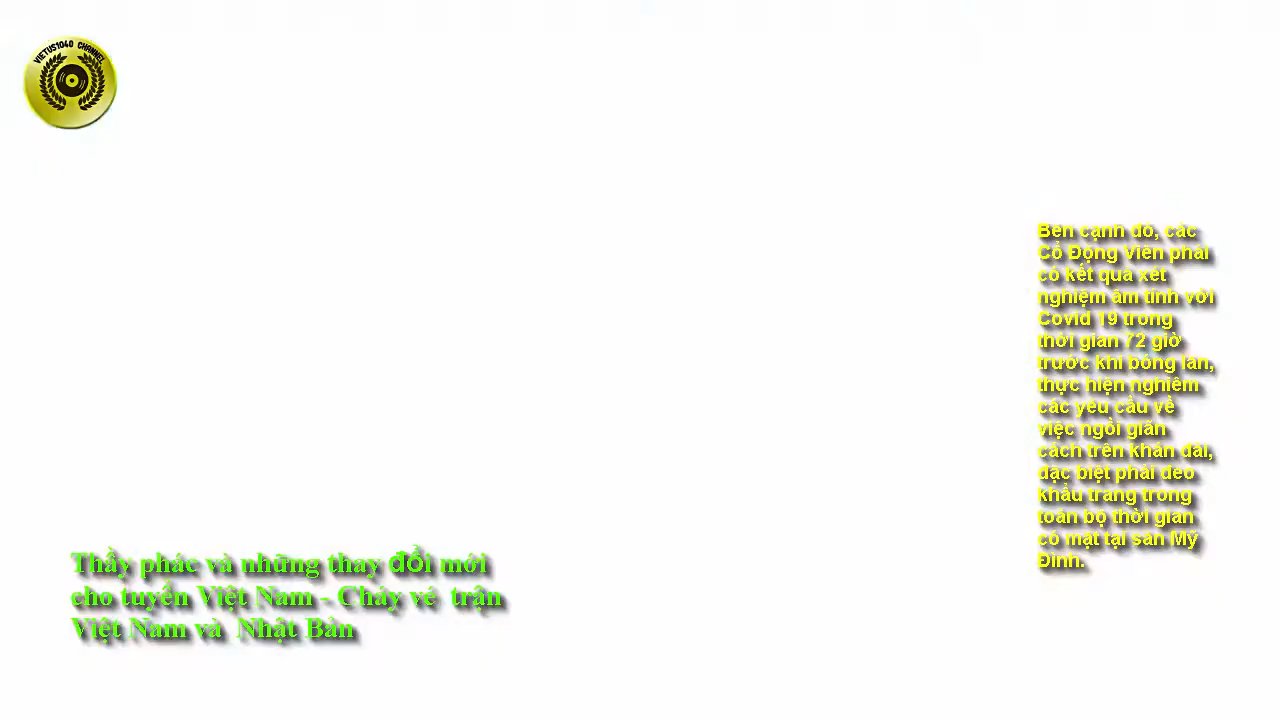 VIETUS1040 CHANNEL
Bên cạnh đó, các
Cổ Động Viên phải
có kết quả xét
nghiệm âm tính với
Covid 19 trong
thời gian 72 giờ
trước khi bóng lăn,
thực hiện nghiêm
các yêu cầu về
việc ngồi giãn
cách trên khán đài,
đặc biệt phải đeo
khẩu trang trong
toàn bộ thời gian
có mặt tại sân Mỹ
Đình.
Thầy phác và những thay đổi mới
cho tuyển Việt Nam - Cháy vé trận
Việt Nam và Nhật Bản